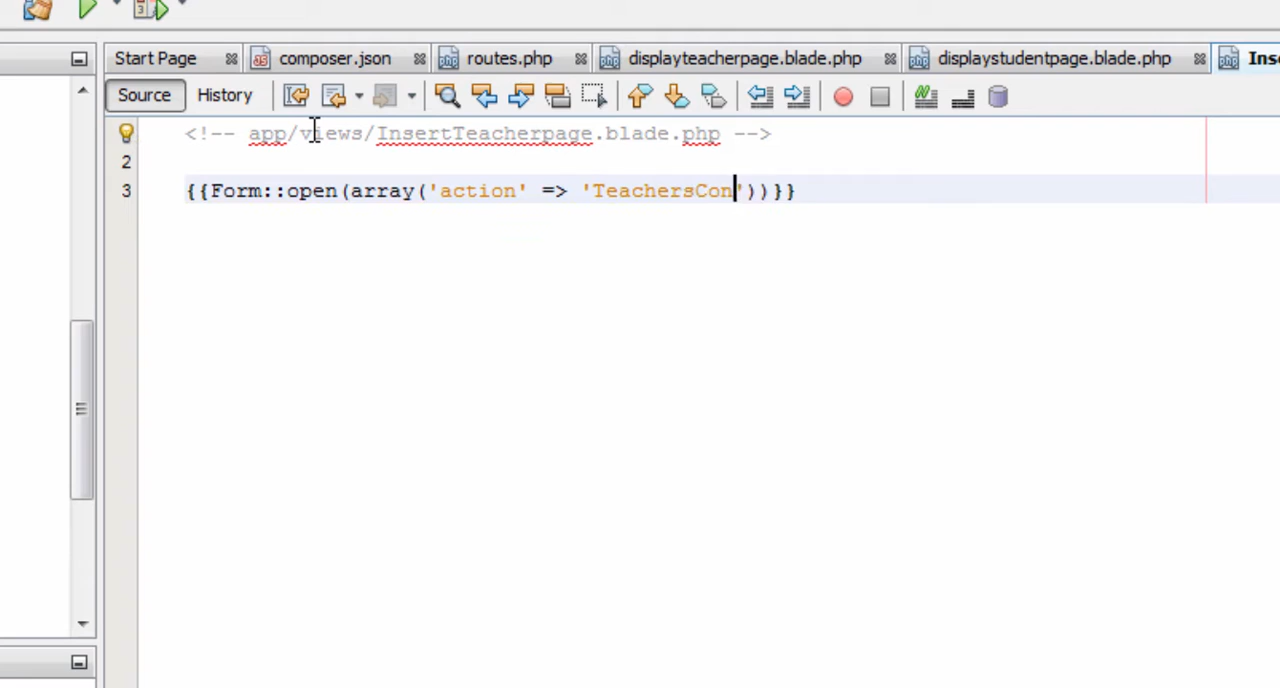 Start Page composer.json routes.php displayteacherpage.blade.php displaystudentpage.blade.php
Source History
<!-- app/views/InsertTeacherpage.blade.php -->
2
3 {{Form::open(array('action' => 'TeachersCon'))}}